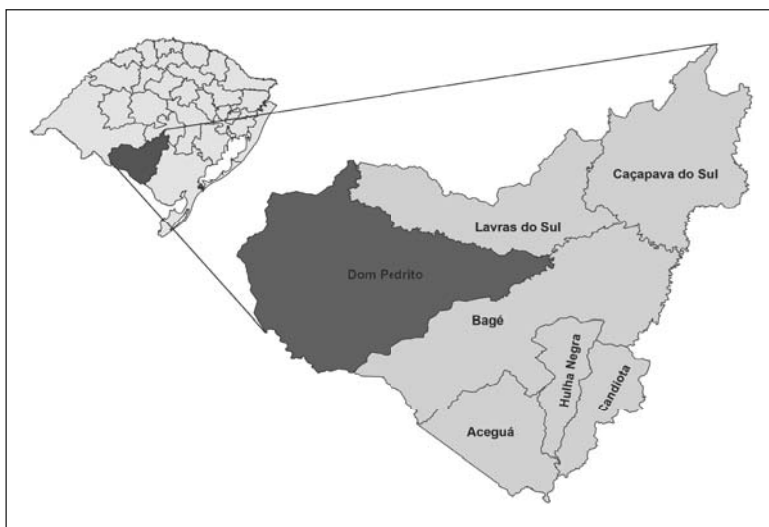 Caçapava do Sul
Lavras do Sul
Dom Pedrito
Bagé
Hulha Negra
Candiota
Aceguá